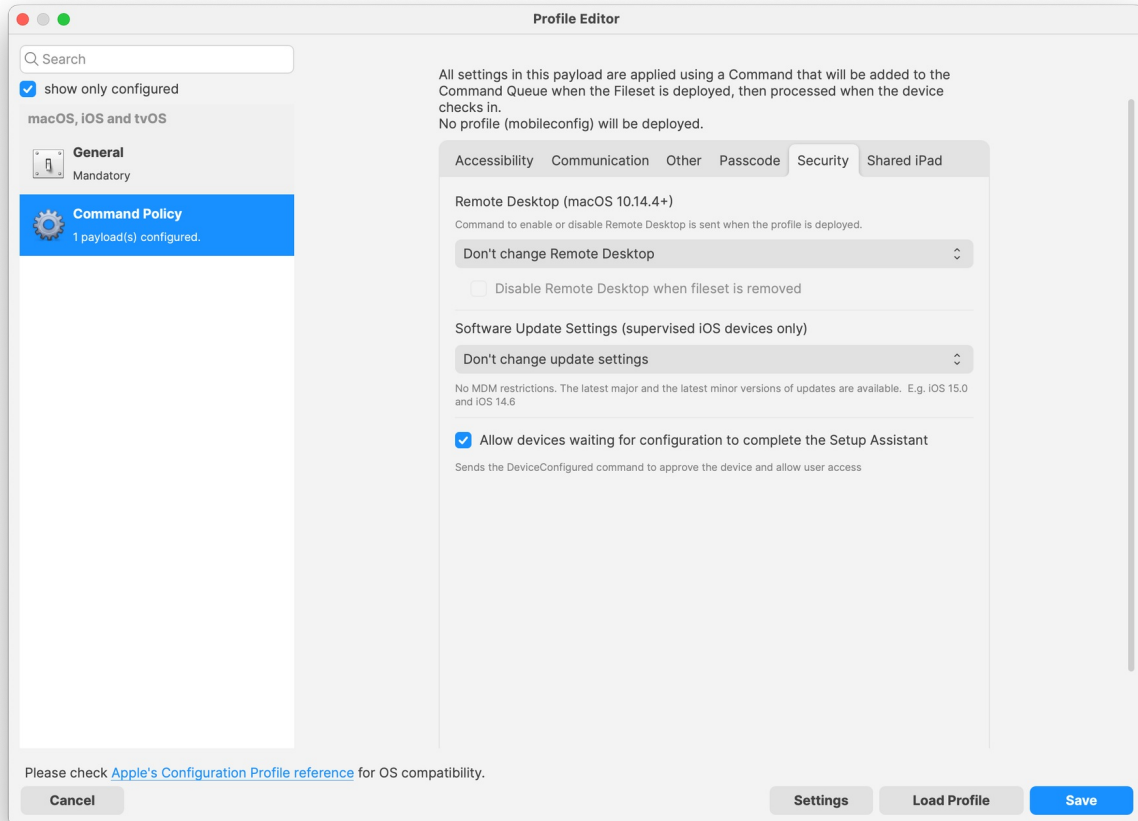 Profile Editor
Search
show only configured
macOS, iOS and tvOS
General
Mandatory
Command Policy
1 payload(s) configured.
All settings in this payload are applied using a Command that will be added to the
Command Queue when the Fileset is deployed, then processed when the device
checks in.
No profile (mobileconfig) will be deployed.
Accessibility Communication Other Passcode Security Shared iPad
Remote Desktop (macOS 10.14.4+)
Command to enable or disable Remote Desktop is sent when the profile is deployed.
Don't change Remote Desktop
Disable Remote Desktop when fileset is removed
Software Update Settings (supervised iOS devices only)
Don't change update settings
No MDM restrictions. The latest major and the latest minor versions of updates are available. E.g. iOS 15.0
and iOS 14.6
Allow devices waiting for configuration to complete the Setup Assistant
Sends the DeviceConfigured command to approve the device and allow user access
Please check Apple's Configuration Profile reference for OS compatibility.
Cancel Settings Load Profile Save